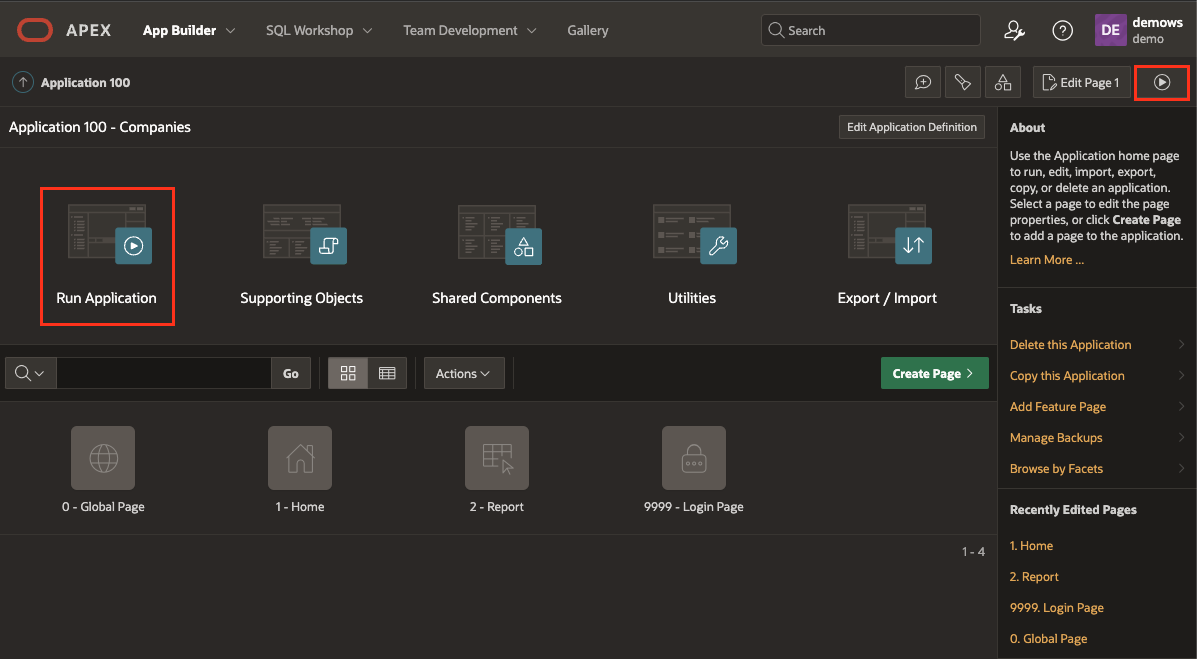 APEX
App Builder
SQL Workshop
Team Development
Gallery
Search
DE
demows
demo
Application 100
Edit Page 1
Application 100 - Companies
Edit Application Definition
Run Application
Supporting Objects
Shared Components
Utilities
Export / Import
Go
Actions
Create Page
0 - Global Page
1 - Home
2 - Report
9999 - Login Page
1 - 4
About
Use the Application home page
to run, edit, import, export,
copy, or delete an application.
Select a page to edit the page
properties, or click Create Page
to add a page to the application.
Learn More ...
Tasks
Delete this Application
Copy this Application
Add Feature Page
Manage Backups
Browse by Facets
Recently Edited Pages
1. Home
2. Report
9999. Login Page
0. Global Page